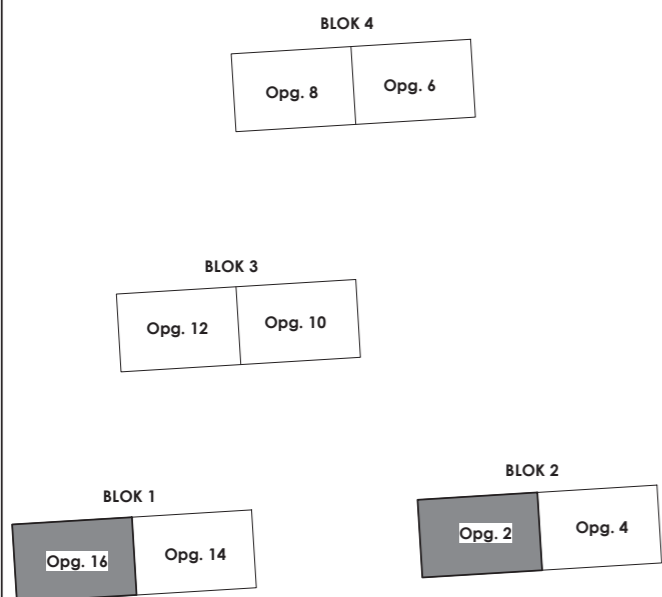 BLOK 4
Opg. 8
Opg. 6
BLOK 3
Opg. 12
Opg. 10
BLOK 1
Opg. 16
Opg. 14
BLOK 2
Opg. 2
Opg. 4